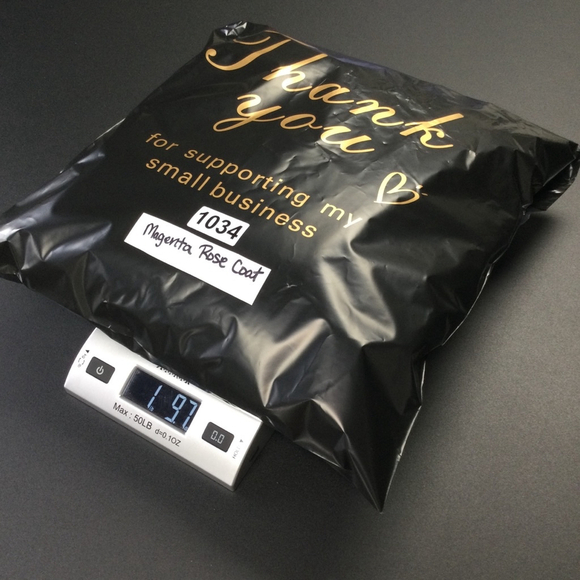 Thank
you
for supporting my
small business
1034
Magenta Rose Coat
1.97
Max: 50LB d=0.1OZ
0.0